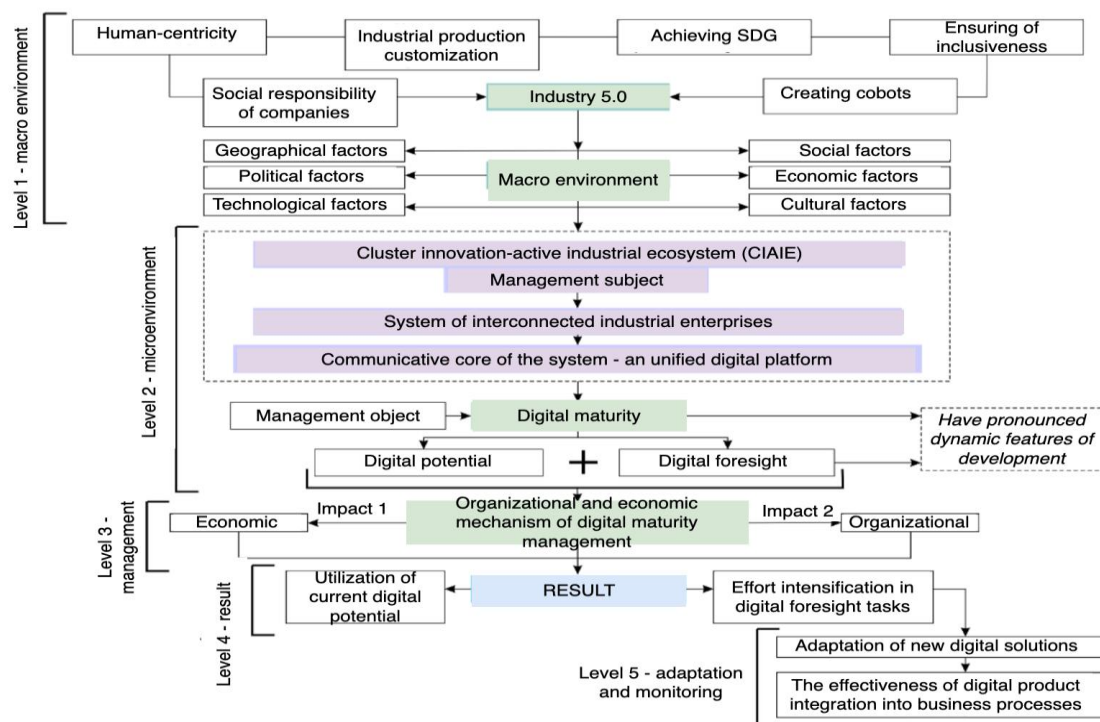 Level 1 - macro environment
Human-centricity
Industrial production
customization
Achieving SDG
Ensuring of
inclusiveness
Social responsibility
of companies
Industry 5.0
Creating cobots
Geographical factors
Social factors
Political factors
Macro environment
Economic factors
Technological factors
Cultural factors
Level 2 - microenvironment
Cluster innovation-active industrial ecosystem (CIAIE)
Management subject
System of interconnected industrial enterprises
Communicative core of the system - an unified digital platform
Management object
Digital maturity
Have pronounced
dynamic features of
development
Digital potential
+
Digital foresight
Level 3 -
management
Economic
Impact 1
Organizational and economic
mechanism of digital maturity
management
Impact 2
Organizational
Level 4 - result
Utilization of
current digital
potential
RESULT
Effort intensification in
digital foresight tasks
Level 5 - adaptation
and monitoring
Adaptation of new digital solutions
The effectiveness of digital product
integration into business processes